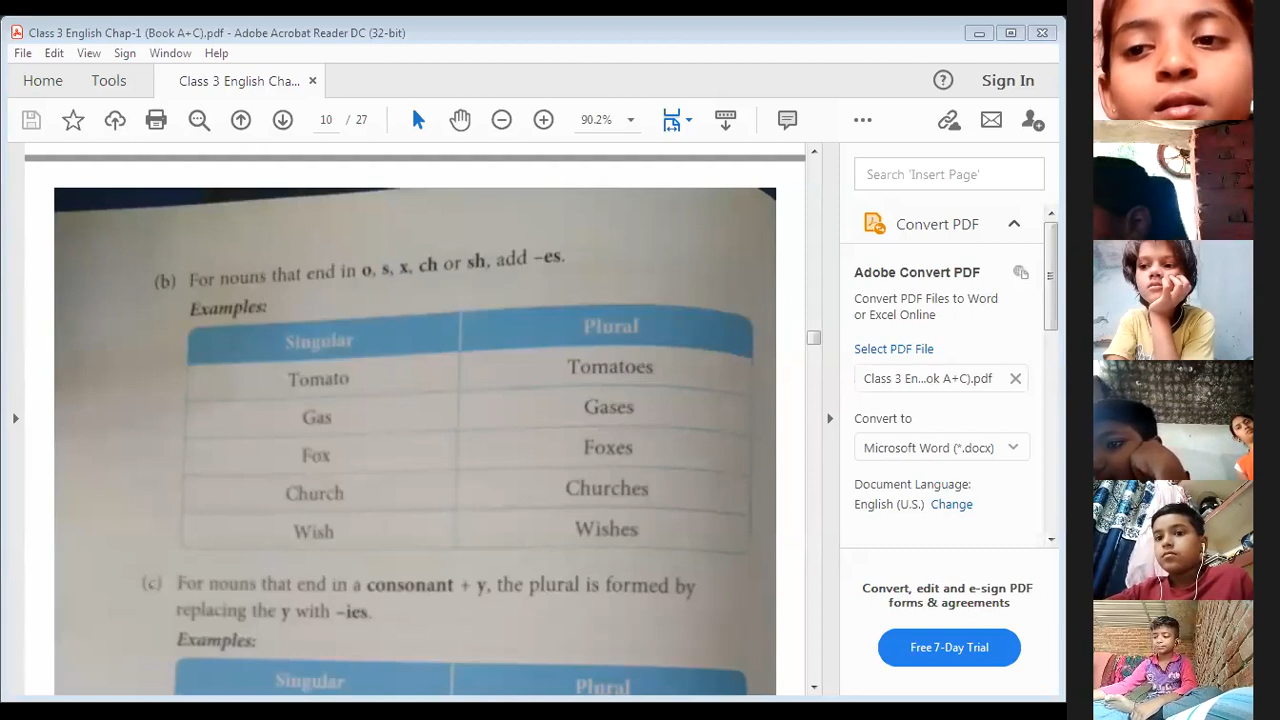 Class 3 English Chap-1 (Book A+C).pdf - Adobe Acrobat Reader DC (32-bit)
File Edit View Sign Window Help
Home Tools Class 3 English Cha... × Sign In
10 / 27 90.2%
(b) For nouns that end in o, s, x, ch or sh, add –es.
Examples:
Singular Plural
Tomato Tomatoes
Gas Gases
Fox Foxes
Church Churches
Wish Wishes
(c) For nouns that end in a consonant + y, the plural is formed by
replacing the y with –ies.
Examples:
Singular Plural
Search 'Insert Page'
Convert PDF
Adobe Convert PDF
Convert PDF Files to Word
or Excel Online
Select PDF File
Class 3 En...ok A+C).pdf
Convert to
Microsoft Word (*.docx)
Document Language:
English (U.S.) Change
Convert, edit and e-sign PDF
forms & agreements
Free 7-Day Trial